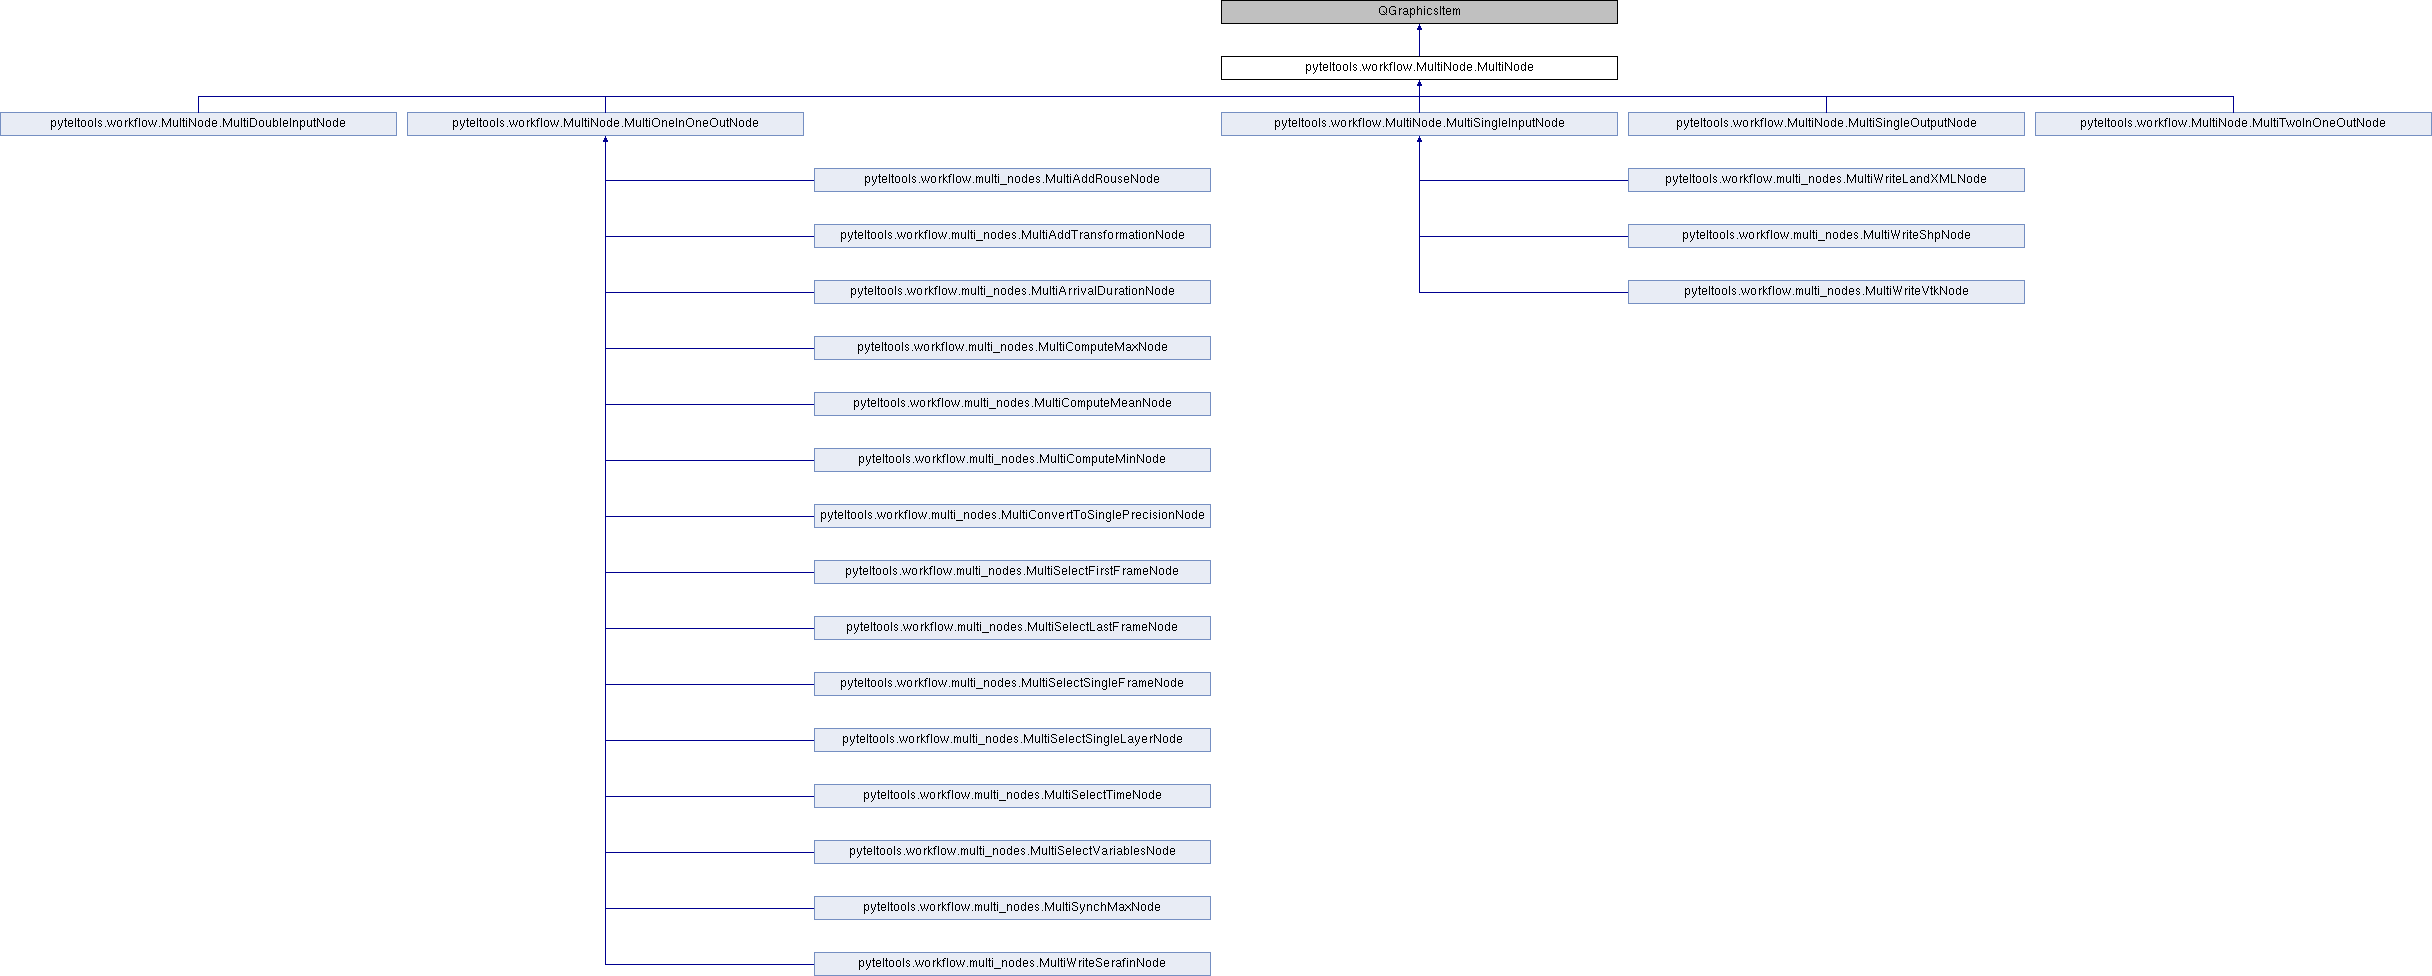 QGraphicsItem
pyteltools.workflow.MultiNode.MultiNode
pyteltools.workflow.MultiNode.MultiDoubleInputNode
pyteltools.workflow.MultiNode.MultiOneInOneOutNode
pyteltools.workflow.MultiNode.MultiSingleInputNode
pyteltools.workflow.MultiNode.MultiSingleOutputNode
pyteltools.workflow.MultiNode.MultiTwoInOneOutNode
pyteltools.workflow.multi_nodes.MultiAddRouseNode
pyteltools.workflow.multi_nodes.MultiWriteLandXMLNode
pyteltools.workflow.multi_nodes.MultiAddTransformationNode
pyteltools.workflow.multi_nodes.MultiWriteShpNode
pyteltools.workflow.multi_nodes.MultiArrivalDurationNode
pyteltools.workflow.multi_nodes.MultiWriteVtkNode
pyteltools.workflow.multi_nodes.MultiComputeMaxNode
pyteltools.workflow.multi_nodes.MultiComputeMeanNode
pyteltools.workflow.multi_nodes.MultiComputeMinNode
pyteltools.workflow.multi_nodes.MultiConvertToSinglePrecisionNode
pyteltools.workflow.multi_nodes.MultiSelectFirstFrameNode
pyteltools.workflow.multi_nodes.MultiSelectLastFrameNode
pyteltools.workflow.multi_nodes.MultiSelectSingleFrameNode
pyteltools.workflow.multi_nodes.MultiSelectSingleLayerNode
pyteltools.workflow.multi_nodes.MultiSelectTimeNode
pyteltools.workflow.multi_nodes.MultiSelectVariablesNode
pyteltools.workflow.multi_nodes.MultiSynchMaxNode
pyteltools.workflow.multi_nodes.MultiWriteSerafinNode